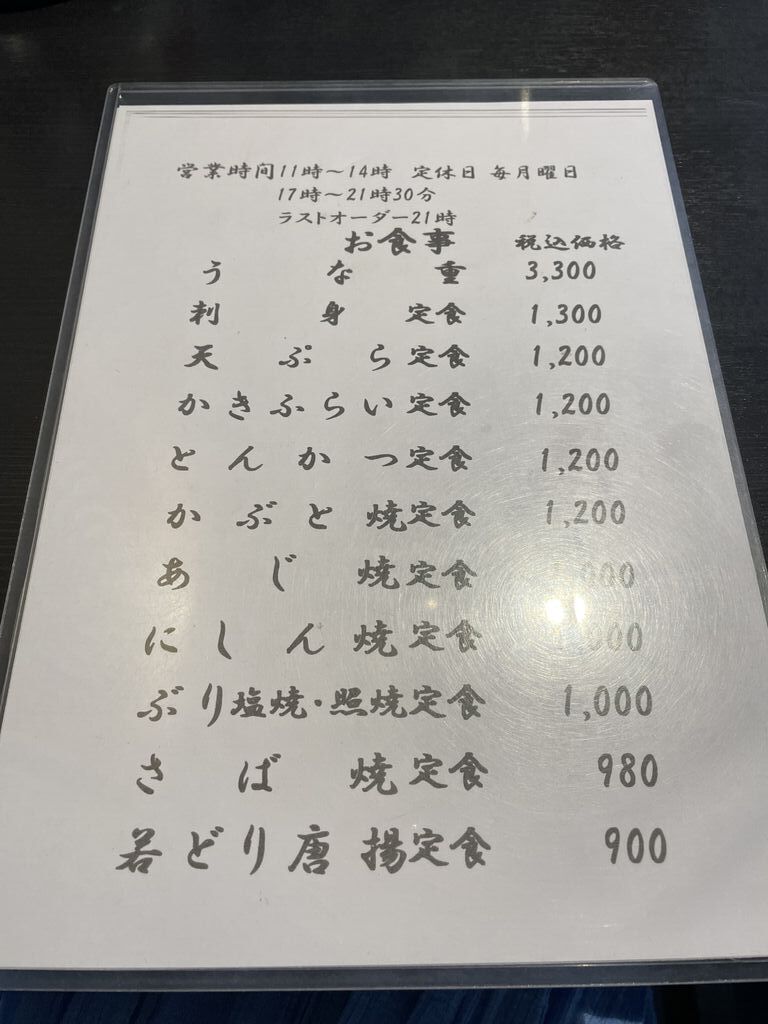 営業時間11時～14時 定休日 毎月曜日
17時～21時30分
ラストオーダー21時
お食事 税込価格
うな重 3,300
刺身定食 1,300
天ぷら定食 1,200
かきふらい定食 1,200
とんかつ定食 1,200
かぶと焼定食 1,200
あじ焼定食
にしん焼定食
ぶり塩焼・照焼定食 1,000
さば焼定食 980
若どり唐揚定食 900